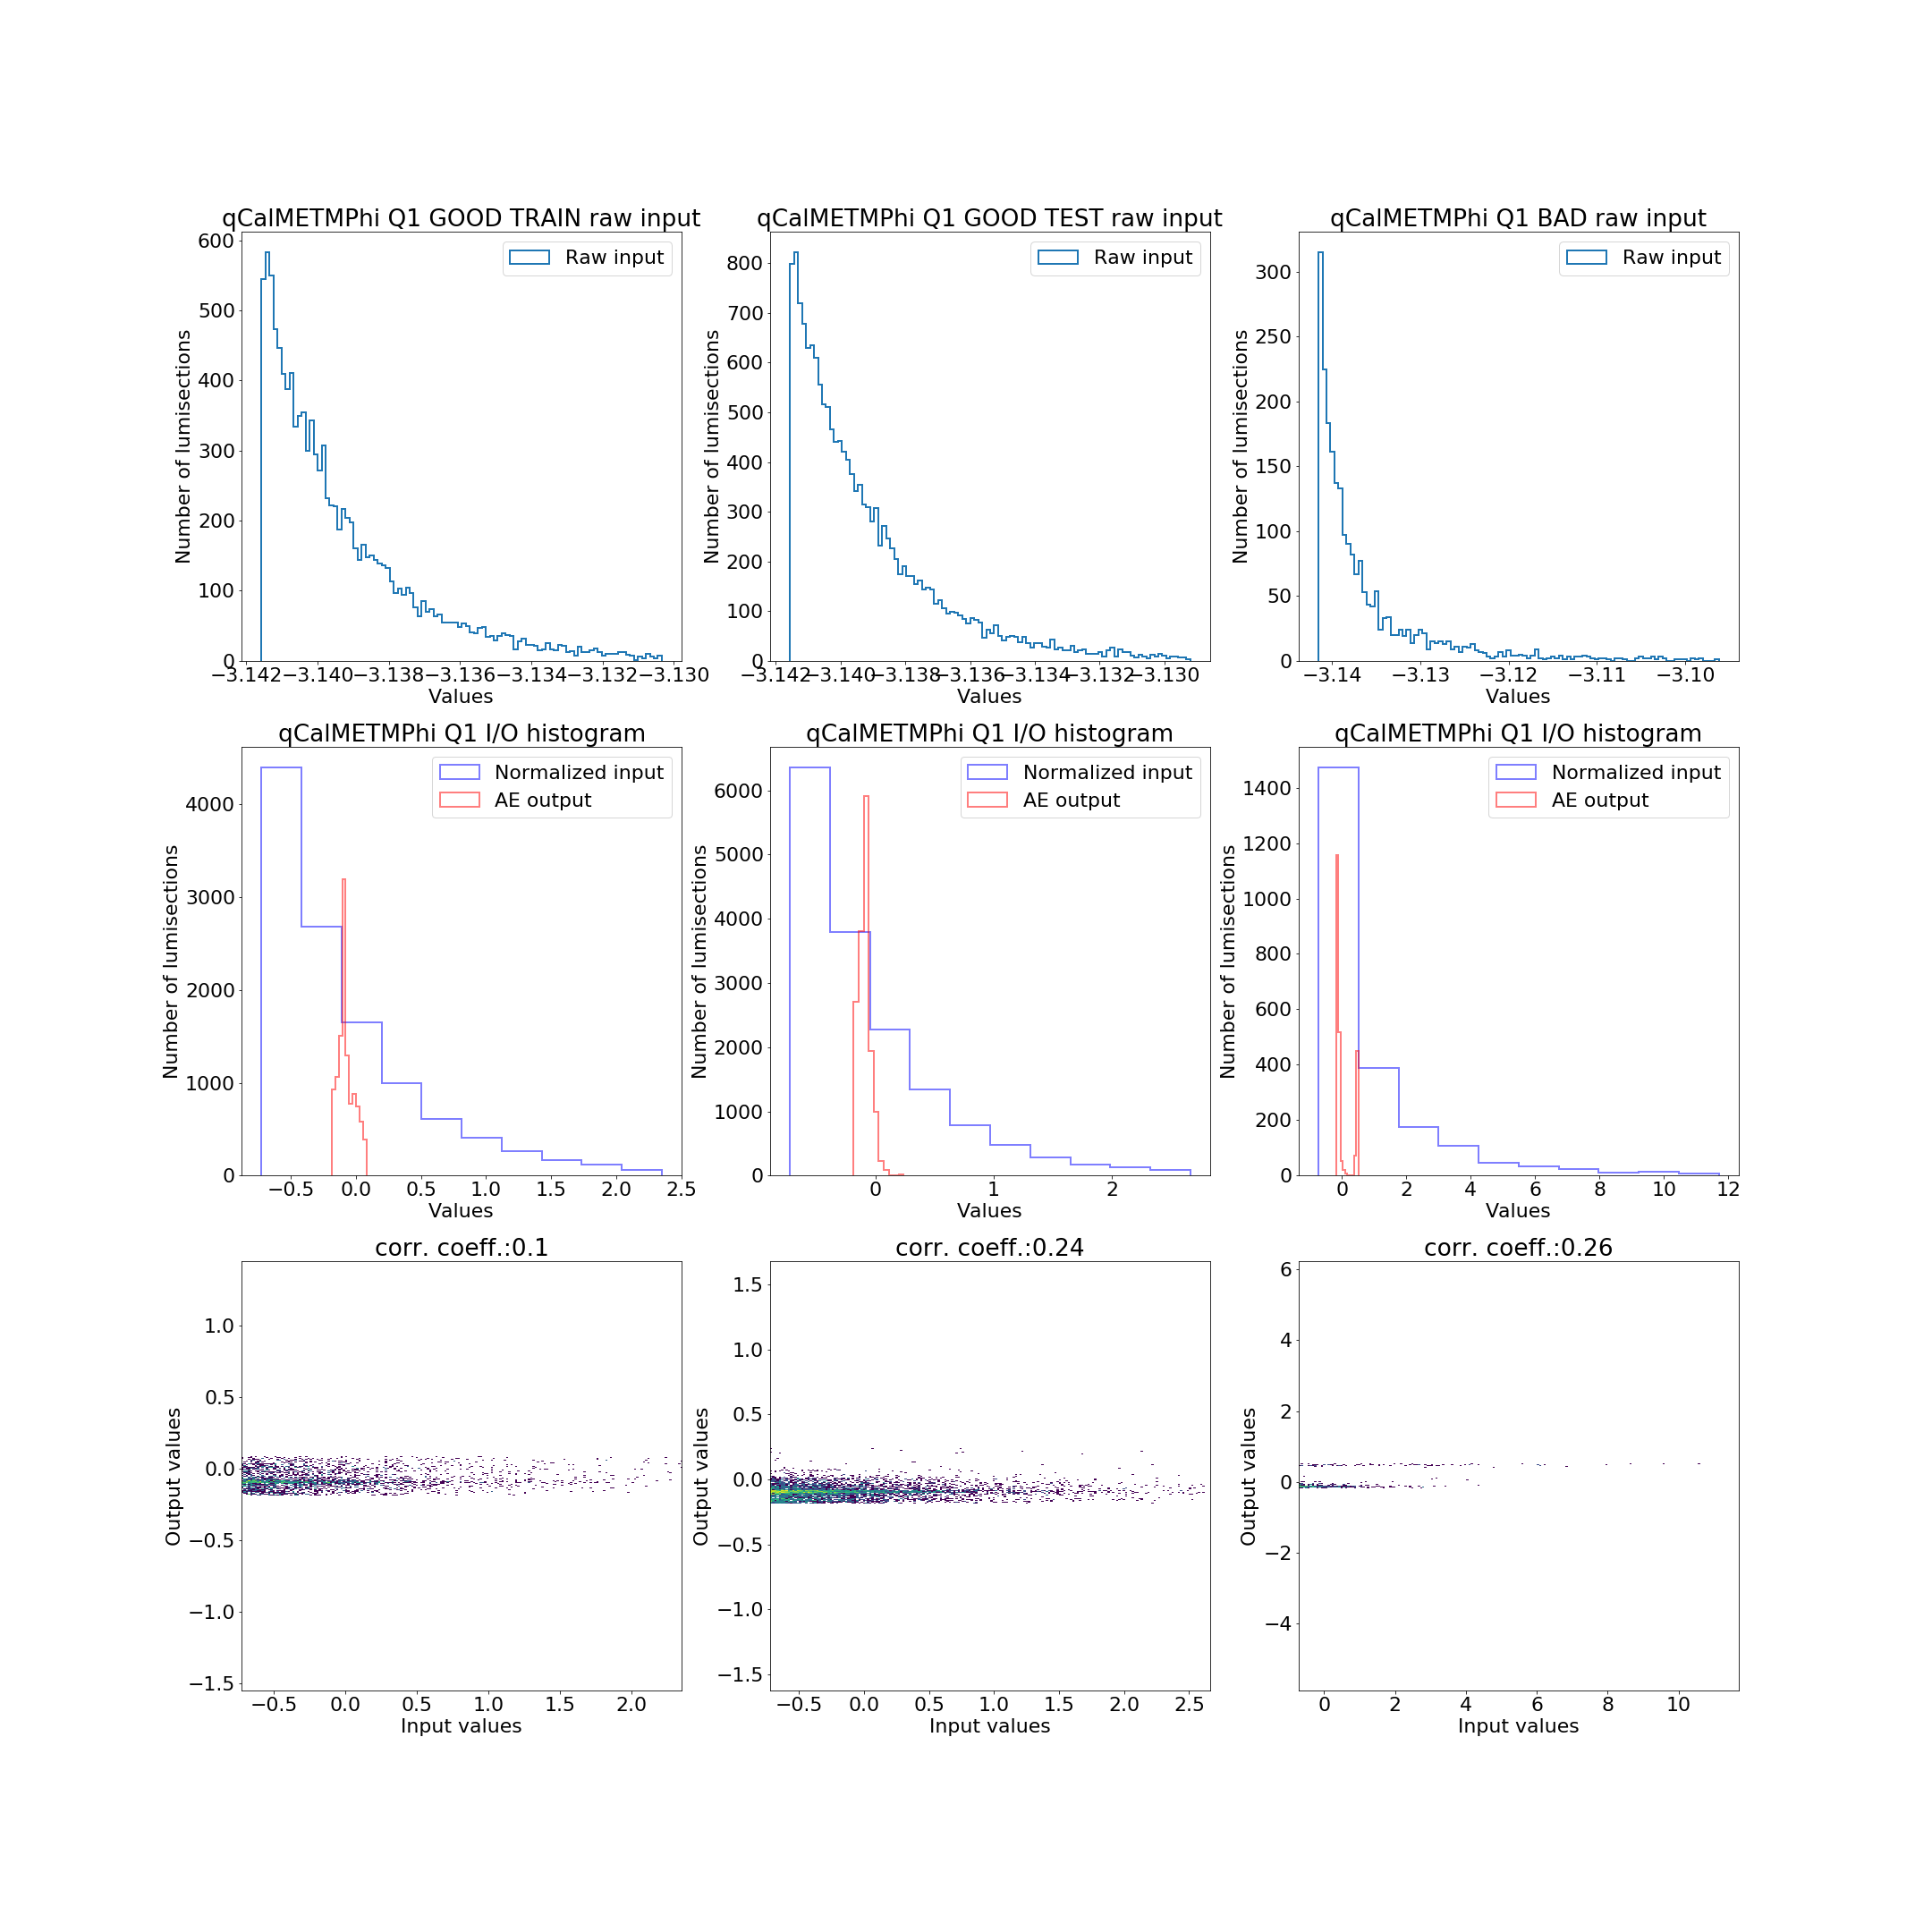 qCalMETMPhi Q1 GOOD TRAIN raw input
qCalMETMPhi Q1 GOOD TEST raw input
qCalMETMPhi Q1 BAD raw input
Raw input
Raw input
Raw input
Number of lumisections
600
500
400
300
200
100
0
−3.142 −3.140 −3.138 −3.136 −3.134 −3.132 −3.130
Values
Number of lumisections
800
700
600
500
400
300
200
100
0
−3.142 −3.140 −3.138 −3.136 −3.134 −3.132 −3.130
Values
Number of lumisections
300
250
200
150
100
50
0
−3.14 −3.13 −3.12 −3.11 −3.10
Values
qCalMETMPhi Q1 I/O histogram
qCalMETMPhi Q1 I/O histogram
qCalMETMPhi Q1 I/O histogram
Normalized input
AE output
Normalized input
AE output
Normalized input
AE output
Number of lumisections
4000
3000
2000
1000
0
−0.5 0.0 0.5 1.0 1.5 2.0 2.5
Values
Number of lumisections
6000
5000
4000
3000
2000
1000
0
0 1 2
Values
Number of lumisections
1400
1200
1000
800
600
400
200
0
0 2 4 6 8 10 12
Values
corr. coeff.:0.1
corr. coeff.:0.24
corr. coeff.:0.26
Output values
1.0
0.5
0.0
−0.5
−1.0
−1.5
−0.5 0.0 0.5 1.0 1.5 2.0
Input values
Output values
1.5
1.0
0.5
0.0
−0.5
−1.0
−1.5
−0.5 0.0 0.5 1.0 1.5 2.0 2.5
Input values
Output values
6
4
2
0
−2
−4
0 2 4 6 8 10
Input values